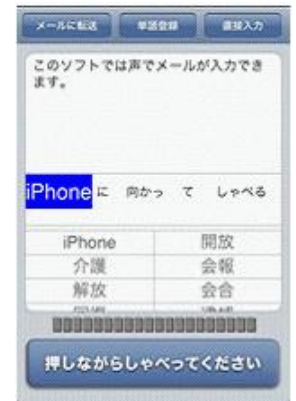 メールに転送 単語登録 直接入力
このソフトでは声でメールが入力でき
ます。
iPhone に 向かっ て しゃべる
iPhone 開放
介護 会報
解放 会合
押しながらしゃべってください